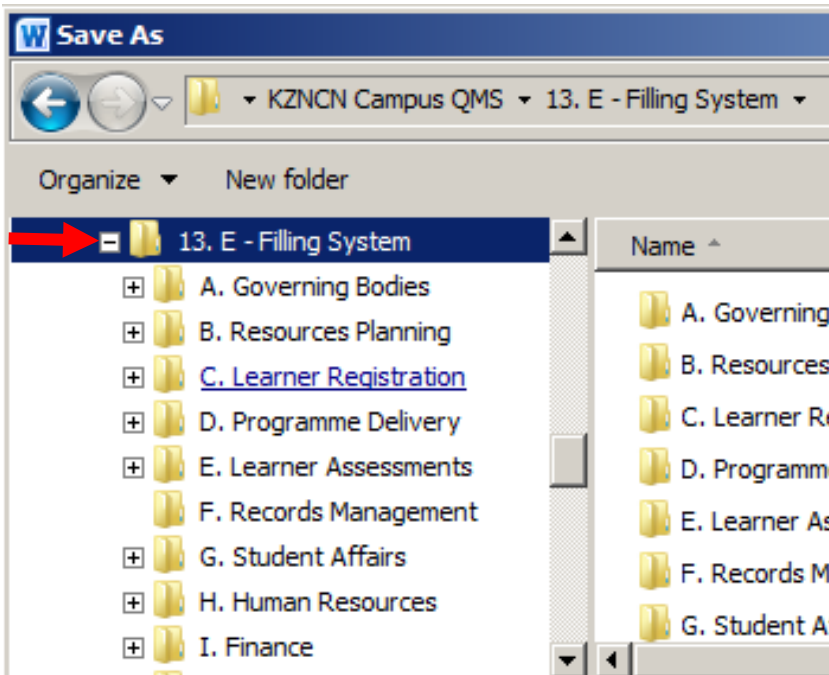 Save As
KZNCN Campus QMS 13. E - Filling System
Organize New folder
13. E - Filling System
A. Governing Bodies
B. Resources Planning
C. Learner Registration
D. Programme Delivery
E. Learner Assessments
F. Records Management
G. Student Affairs
H. Human Resources
I. Finance
Name
A. Governing
B. Resources
C. Learner Re
D. Programm
E. Learner As
F. Records M
G. Student A